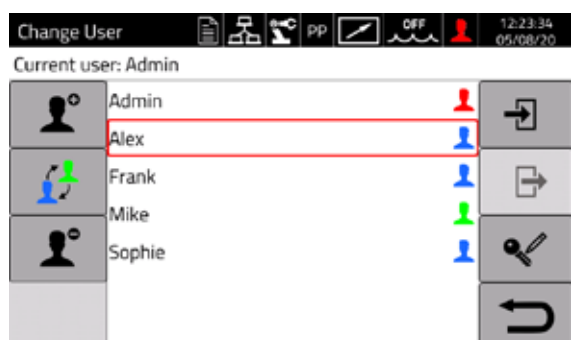 Change User PP OFF 12:23:34
05/08/20
Current user: Admin
Admin
Alex
Frank
Mike
Sophie